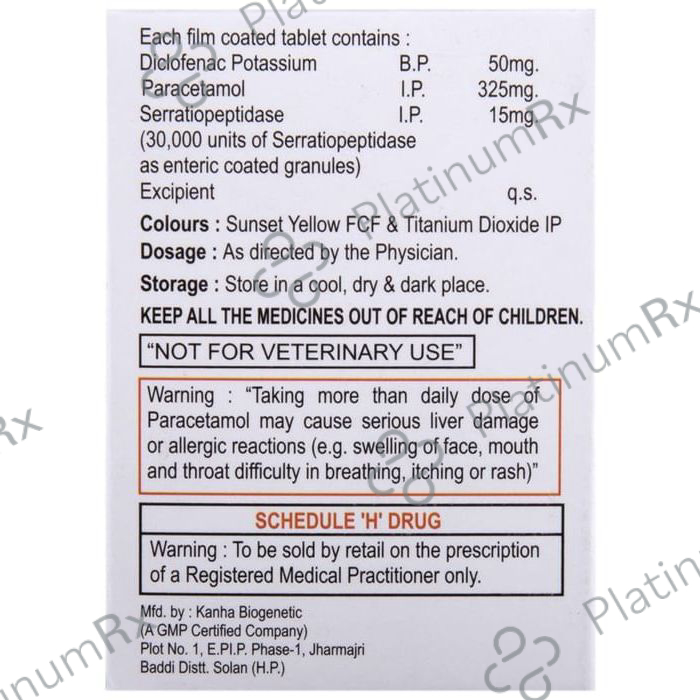 Each film coated tablet contains :
Diclofenac Potassium B.P. 50mg.
Paracetamol I.P. 325mg.
Serratiopeptidase I.P. 15mg.
(30,000 units of Serratiopeptidase
as enteric coated granules)
Excipient q.s.
Colours : Sunset Yellow FCF & Titanium Dioxide IP
Dosage : As directed by the Physician.
Storage : Store in a cool, dry & dark place.
KEEP ALL THE MEDICINES OUT OF REACH OF CHILDREN.
"NOT FOR VETERINARY USE"
Warning : "Taking more than daily dose of
Paracetamol may cause serious liver damage
or allergic reactions (e.g. swelling of face, mouth
and throat difficulty in breathing, itching or rash)"
SCHEDULE 'H' DRUG
Warning : To be sold by retail on the prescription
of a Registered Medical Practitioner only.
Mfd. by : Kanha Biogenetic
(A GMP Certified Company)
Plot No. 1, E.P.I.P. Phase-1, Jharmajri
Baddi Distt. Solan (H.P.)
PlatinumRx
PlatinumRx
PlatinumRx
PlatinumRx
inumRx
Rx